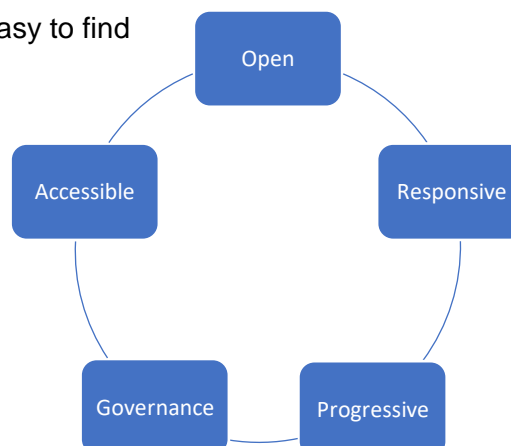 asy to find
Open
Accessible
Responsive
Governance
Progressive